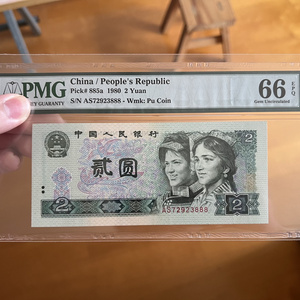 PMG
GUARANTY
China / People's Republic
Pick# 885a 1980 2 Yuan
S/N AS72923888 - Wmk: Pu Coin
66 EPQ
Gem Uncirculated
中国人民银行
贰圆
2
AS72923888
2